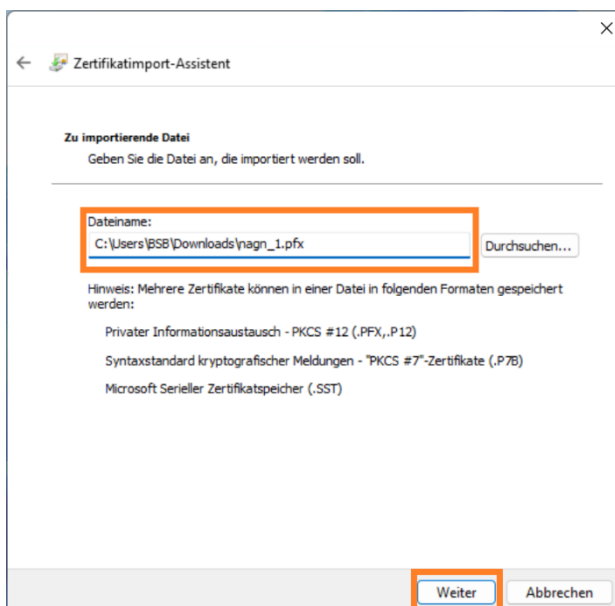 Zertifikatimport-Assistent
Zu importierende Datei
Geben Sie die Datei an, die importiert werden soll.
Dateiname:
C:\Users\BSB\Downloads\nagn_1.pfx
Durchsuchen...
Hinweis: Mehrere Zertifikate können in einer Datei in folgenden Formaten gespeichert
werden:
Privater Informationsaustausch - PKCS #12 (.PFX,.P12)
Syntaxstandard kryptografischer Meldungen - "PKCS #7"-Zertifikate (.P7B)
Microsoft Serieller Zertifikatspeicher (.SST)
Weiter
Abbrechen